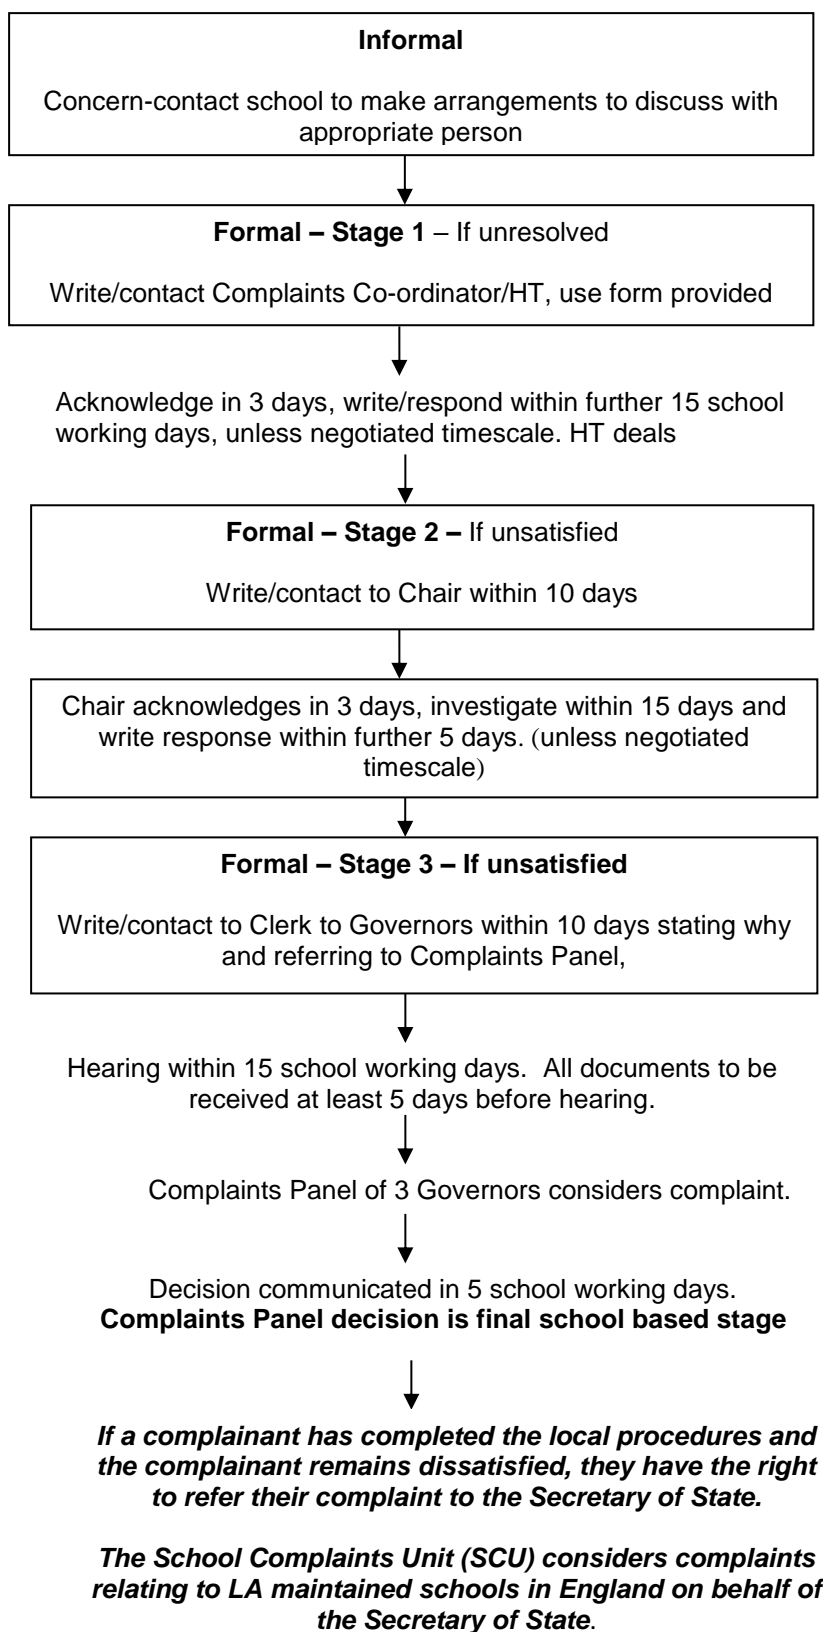 Informal
Concern-contact school to make arrangements to discuss with
appropriate person
Formal – Stage 1 – If unresolved
Write/contact Complaints Co-ordinator/HT, use form provided
Acknowledge in 3 days, write/respond within further 15 school
working days, unless negotiated timescale. HT deals
Formal – Stage 2 – If unsatisfied
Write/contact to Chair within 10 days
Chair acknowledges in 3 days, investigate within 15 days and
write response within further 5 days. (unless negotiated
timescale)
Formal – Stage 3 – If unsatisfied
Write/contact to Clerk to Governors within 10 days stating why
and referring to Complaints Panel,
Hearing within 15 school working days.  All documents to be
received at least 5 days before hearing.
Complaints Panel of 3 Governors considers complaint.
Decision communicated in 5 school working days.
Complaints Panel decision is final school based stage
If a complainant has completed the local procedures and
the complainant remains dissatisfied, they have the right
to refer their complaint to the Secretary of State.
The School Complaints Unit (SCU) considers complaints
relating to LA maintained schools in England on behalf of
the Secretary of State.